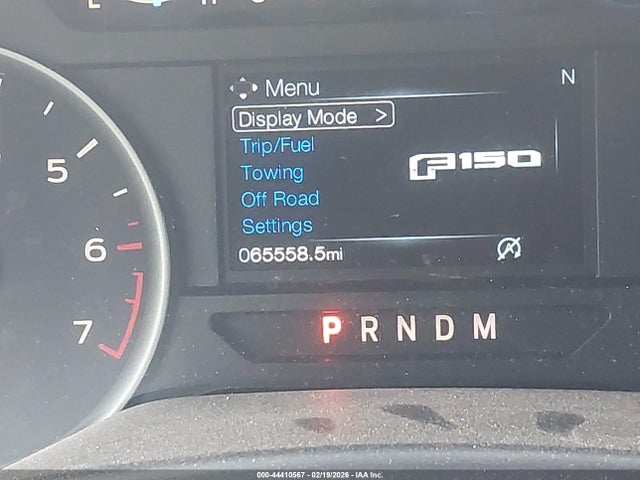 Menu N
Display Mode >
Trip/Fuel
F150
Towing
Off Road
Settings
065558.5mi
5
6
7
P R N D M
000-44410567 - 02/19/2026 - IAA Inc.